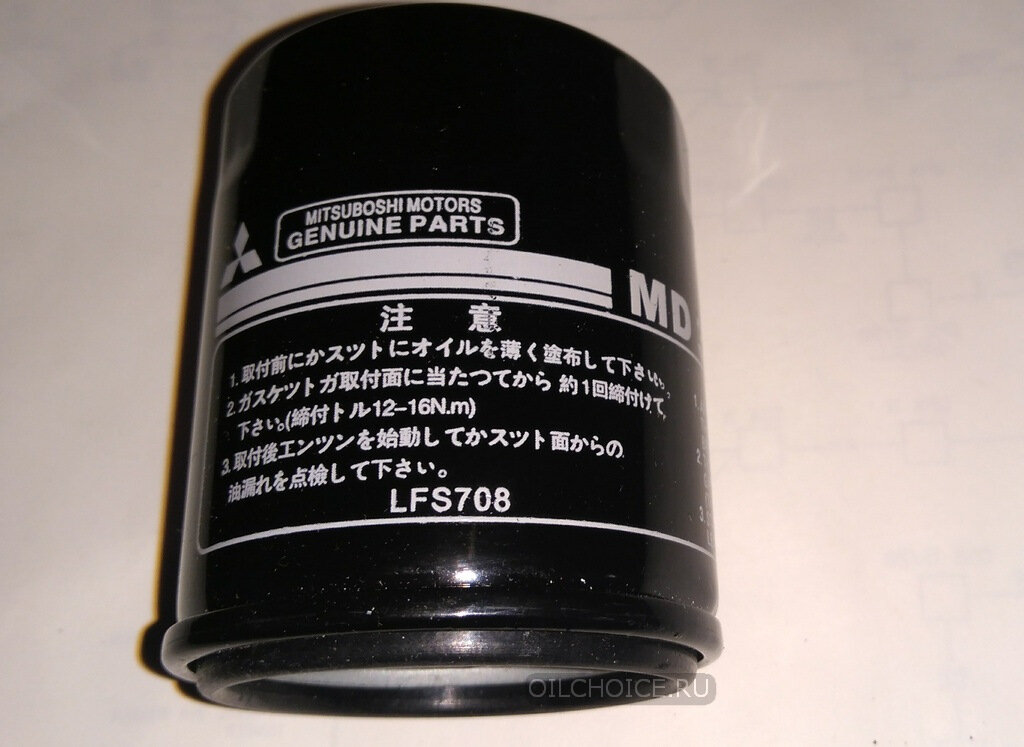 MITSUBOSHI MOTORS
GENUINE PARTS
MD
注 意
1. 取付前にかスツトにオイルを薄く塗布して下さい。
2. ガスケツトガ取付面に当たつてから 約1回締付けて,
下さい。(締付トル12–16N.m)
3. 取付後エンツンを始動してかスツト面からの
油漏れを点検して下さい。
LFS708
1.
2.
3.
OILCHOICE.RU